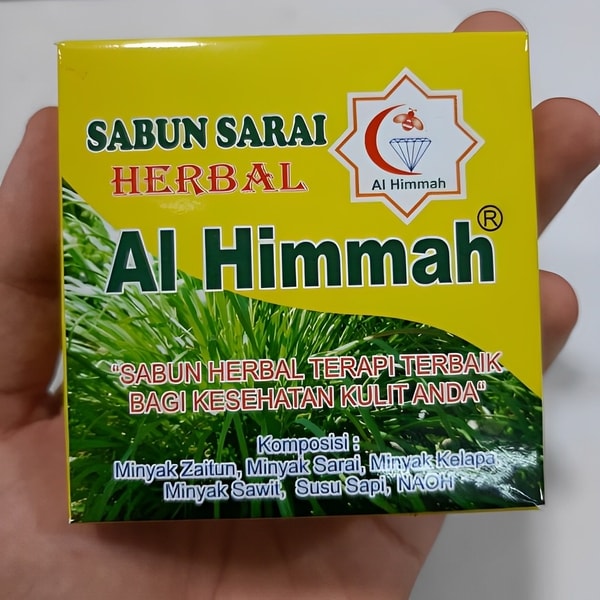 SABUN SARAI
HERBAL
Al Himmah
Al Himmah®
"SABUN HERBAL TERAPI TERBAIK
BAGI KESEHATAN KULIT ANDA"
Komposisi :
Minyak Zaitun, Minyak Sarai, Minyak Kelapa,
Minyak Sawit, Susu Sapi, NAOH